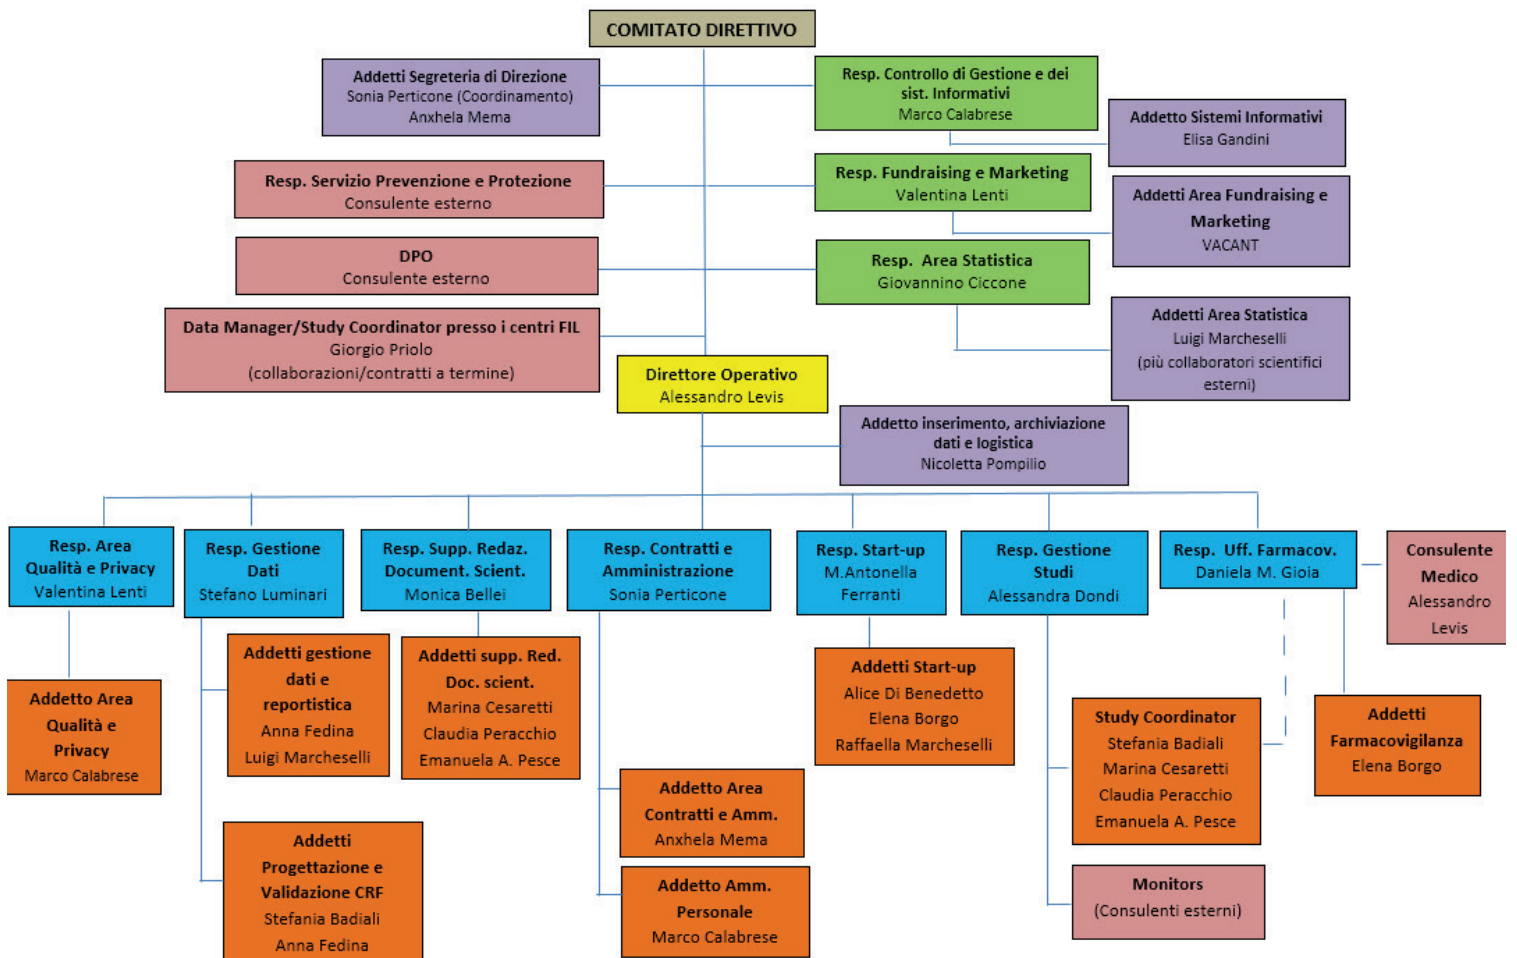 COMITATO DIRETTIVO
Addetti Segreteria di Direzione
Sonia Perticone (Coordinamento)
Anxhela Mema
Resp. Controllo di Gestione e dei
sist. Informativi
Marco Calabrese
Addetto Sistemi Informativi
Elisa Gandini
Resp. Servizio Prevenzione e Protezione
Consulente esterno
Resp. Fundraising e Marketing
Valentina Lenti
Addetti Area Fundraising e
Marketing
VACANT
DPO
Consulente esterno
Resp. Area Statistica
Giovannino Ciccone
Addetti Area Statistica
Luigi Marcheselli
(più collaboratori scientifici
esterni)
Data Manager/Study Coordinator presso i centri FIL
Giorgio Priolo
(collaborazioni/contratti a termine)
Direttore Operativo
Alessandro Levis
Addetto inserimento, archiviazione
dati e logistica
Nicoletta Pompilio
Resp. Area
Qualità e Privacy
Valentina Lenti
Resp. Gestione
Dati
Stefano Luminari
Resp. Supp. Redaz.
Document. Scient.
Monica Bellei
Resp. Contratti e
Amministrazione
Sonia Perticone
Resp. Start-up
M.Antonella
Ferranti
Resp. Gestione
Studi
Alessandra Dondi
Resp. Uff. Farmacov.
Daniela M. Gioia
Consulente
Medico
Alessandro
Levis
Addetto Area
Qualità e
Privacy
Marco Calabrese
Addetti gestione
dati e
reportistica
Anna Fedina
Luigi Marcheselli
Addetti supp. Red.
Doc. scient.
Marina Cesaretti
Claudia Peracchio
Emanuela A. Pesce
Addetti Start-up
Alice Di Benedetto
Elena Borgo
Raffaella Marcheselli
Study Coordinator
Stefania Badiali
Marina Cesaretti
Claudia Peracchio
Emanuela A. Pesce
Addetti
Farmacovigilanza
Elena Borgo
Addetti
Progettazione e
Validazione CRF
Stefania Badiali
Anna Fedina
Addetto Area
Contratti e Amm.
Anxhela Mema
Addetto Amm.
Personale
Marco Calabrese
Monitors
(Consulenti esterni)